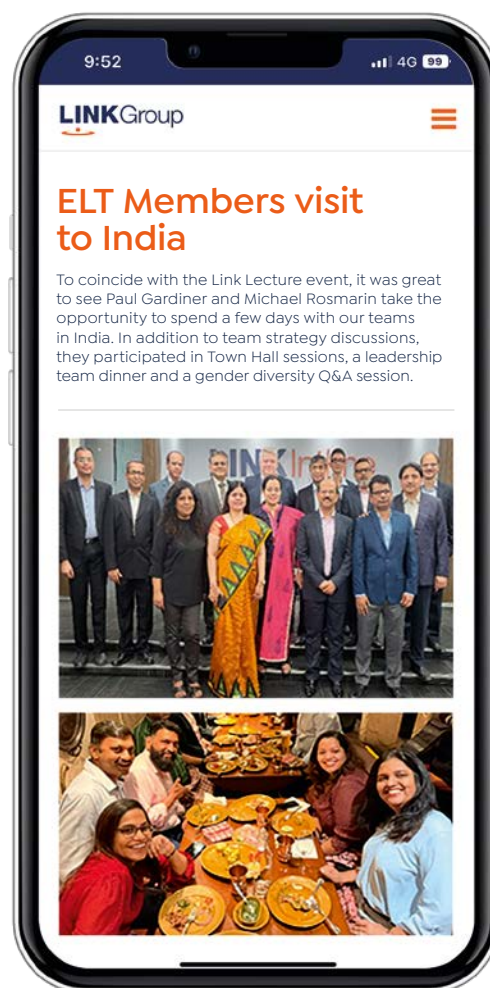 9:52
4G 99
LINKGroup
ELT Members visit
to India
To coincide with the Link Lecture event, it was great
to see Paul Gardiner and Michael Rosmarin take the
opportunity to spend a few days with our teams
in India. In addition to team strategy discussions,
they participated in Town Hall sessions, a leadership
team dinner and a gender diversity Q&A session.
LINK